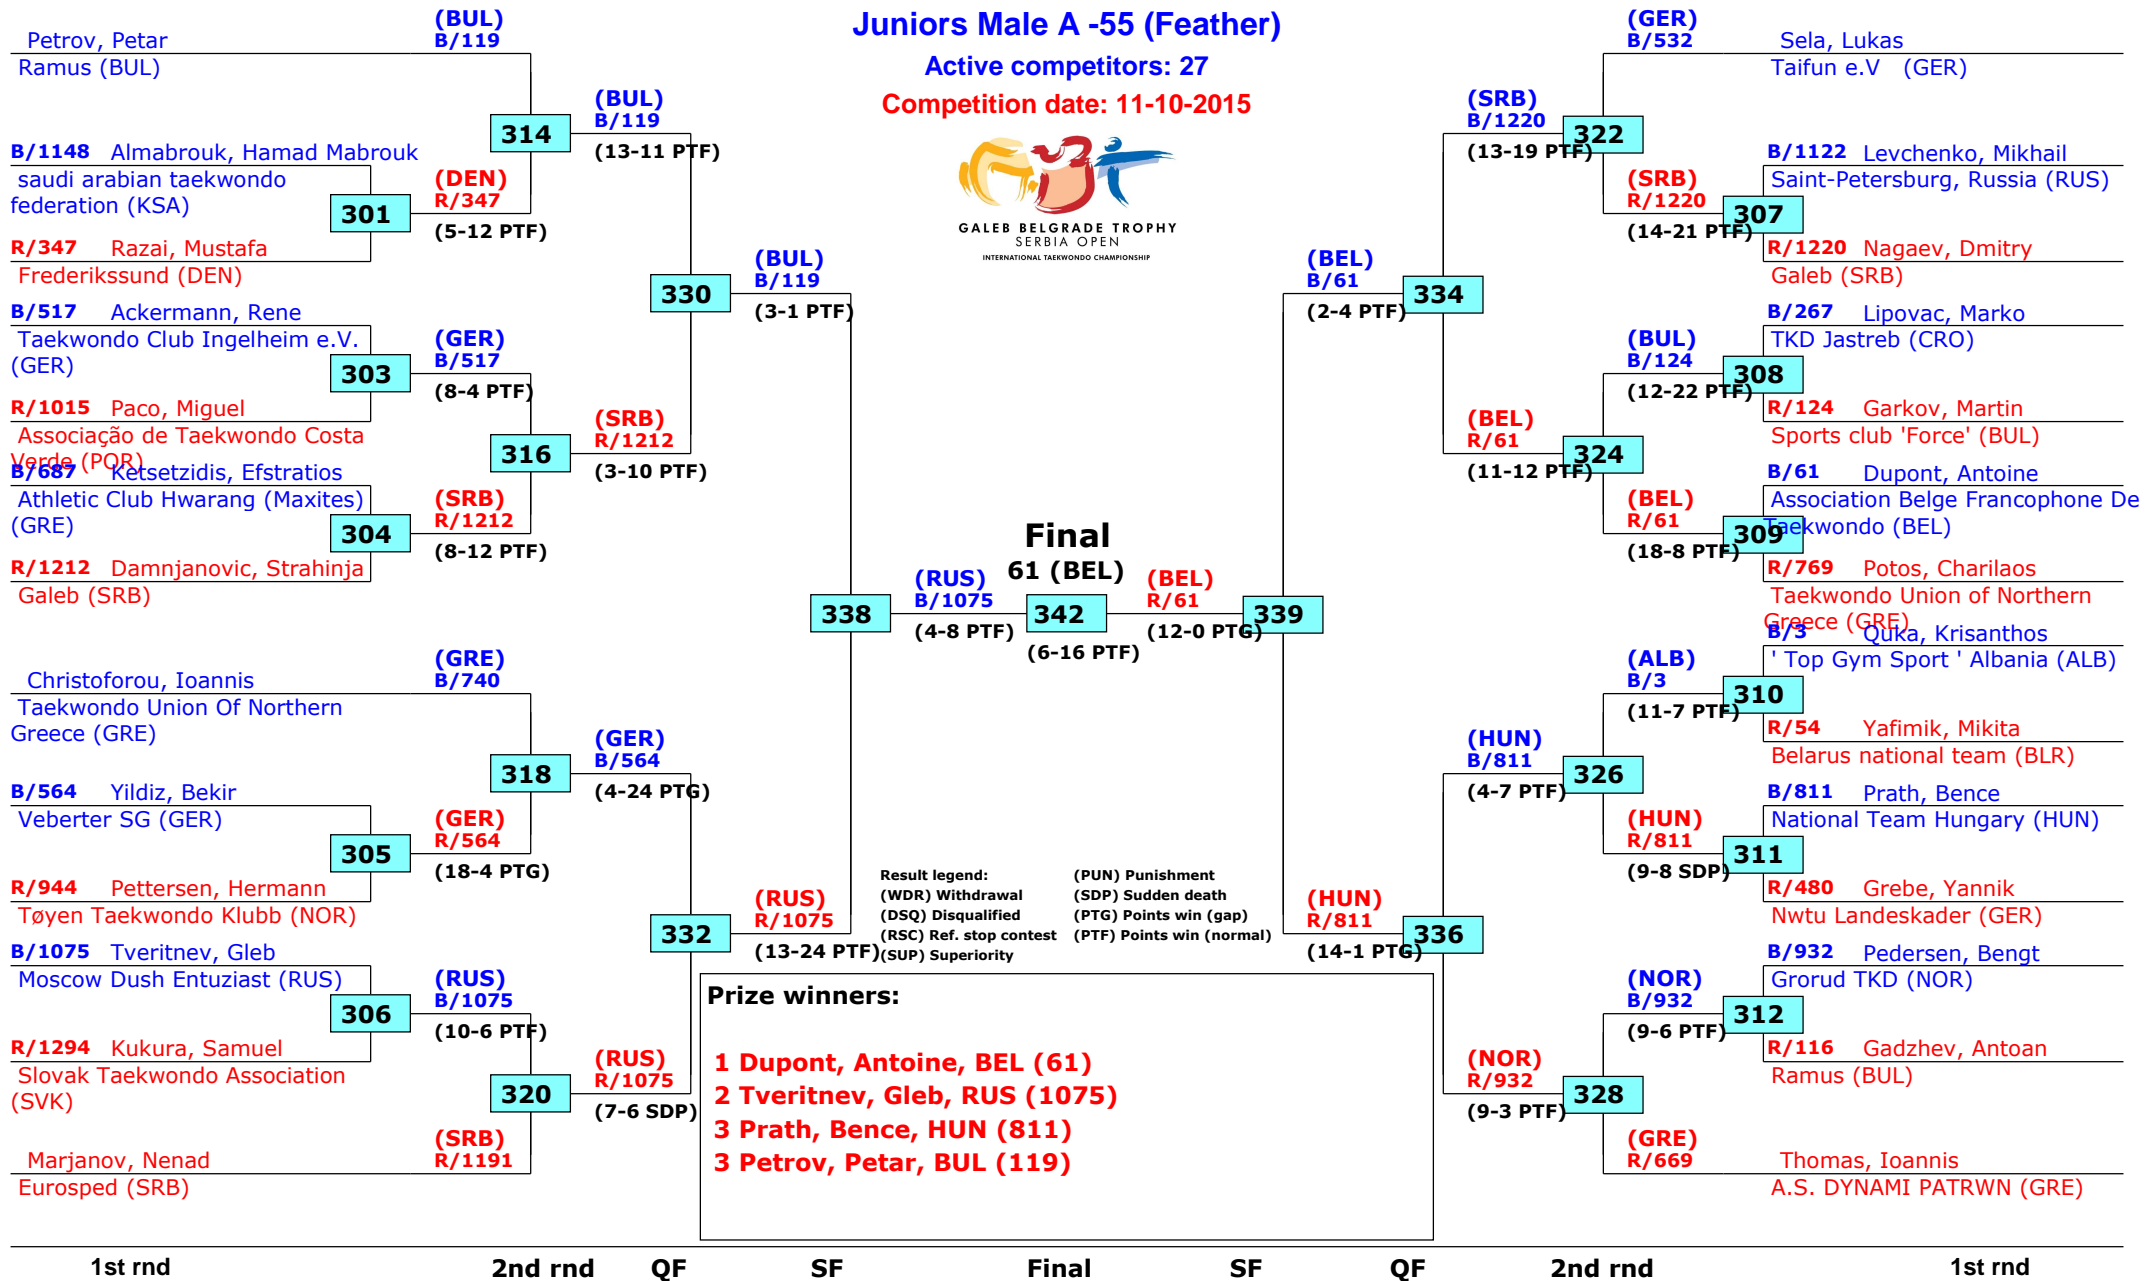 Juniors Male A -55 (Feather)
Active competitors: 27
Competition date: 11-10-2015
GALEB BELGRADE TROPHY
SERBIA OPEN
INTERNATIONAL TAEKWONDO CHAMPIONSHIP
Petrov, Petar
Ramus (BUL)
(BUL)
B/119
314
(BUL)
B/119
(13-11 PTF)
B/1148 Almabrouk, Hamad Mabrouk
saudi arabian taekwondo
federation (KSA)
301
(DEN)
R/347
(5-12 PTF)
R/347 Razai, Mustafa
Frederikssund (DEN)
330
(BUL)
B/119
(3-1 PTF)
B/517 Ackermann, Rene
Taekwondo Club Ingelheim e.V.
(GER)
303
(GER)
B/517
(8-4 PTF)
R/1015 Paco, Miguel
Associação de Taekwondo Costa
Verde (POR)
316
(SRB)
R/1212
(3-10 PTF)
B/687 Ketsetzidis, Efstratios
Athletic Club Hwarang (Maxites)
(GRE)
304
(SRB)
R/1212
(8-12 PTF)
R/1212 Damnjanovic, Strahinja
Galeb (SRB)
338
(RUS)
B/1075
(4-8 PTF)
Christoforou, Ioannis
Taekwondo Union Of Northern
Greece (GRE)
(GRE)
B/740
318
(GER)
B/564
(4-24 PTG)
B/564 Yildiz, Bekir
Veberter SG (GER)
305
(GER)
R/564
(18-4 PTG)
R/944 Pettersen, Hermann
Tøyen Taekwondo Klubb (NOR)
332
(RUS)
R/1075
(13-24 PTF)
B/1075 Tveritnev, Gleb
Moscow Dush Entuziast (RUS)
306
(RUS)
B/1075
(10-6 PTF)
R/1294 Kukura, Samuel
Slovak Taekwondo Association
(SVK)
320
(RUS)
R/1075
(7-6 SDP)
(SRB)
R/1191
Marjanov, Nenad
Eurosped (SRB)
Final
61 (BEL)
342
(6-16 PTF)
(BEL)
R/61
(12-0 PTG)
339
(GER)
B/532
Sela, Lukas
Taifun e.V (GER)
(SRB)
B/1220
(13-19 PTF)
322
B/1122 Levchenko, Mikhail
Saint-Petersburg, Russia (RUS)
(SRB)
R/1220
(14-21 PTF)
307
R/1220 Nagaev, Dmitry
Galeb (SRB)
(BEL)
B/61
(2-4 PTF)
334
B/267 Lipovac, Marko
TKD Jastreb (CRO)
(BUL)
B/124
(12-22 PTF)
308
R/124 Garkov, Martin
Sports club 'Force' (BUL)
(BEL)
R/61
(11-12 PTF)
324
B/61 Dupont, Antoine
Association Belge Francophone De
Taekwondo (BEL)
(BEL)
R/61
(18-8 PTF)
309
R/769 Potos, Charilaos
Taekwondo Union of Northern
Greece (GRE)
B/3 Quka, Krisanthos
' Top Gym Sport ' Albania (ALB)
(ALB)
B/3
(11-7 PTF)
310
R/54 Yafimik, Mikita
Belarus national team (BLR)
(HUN)
B/811
(4-7 PTF)
326
B/811 Prath, Bence
National Team Hungary (HUN)
(HUN)
R/811
(9-8 SDP)
311
R/480 Grebe, Yannik
Nwtu Landeskader (GER)
(HUN)
R/811
(14-1 PTG)
336
B/932 Pedersen, Bengt
Grorud TKD (NOR)
(NOR)
B/932
(9-6 PTF)
312
R/116 Gadzhev, Antoan
Ramus (BUL)
(NOR)
R/932
(9-3 PTF)
328
(GRE)
R/669
Thomas, Ioannis
A.S. DYNAMI PATRWN (GRE)
Result legend: (PUN) Punishment
(WDR) Withdrawal (SDP) Sudden death
(DSQ) Disqualified (PTG) Points win (gap)
(RSC) Ref. stop contest (PTF) Points win (normal)
(SUP) Superiority
Prize winners:
1 Dupont, Antoine, BEL (61)
2 Tveritnev, Gleb, RUS (1075)
3 Prath, Bence, HUN (811)
3 Petrov, Petar, BUL (119)
1st rnd 2nd rnd QF SF Final SF QF 2nd rnd 1st rnd